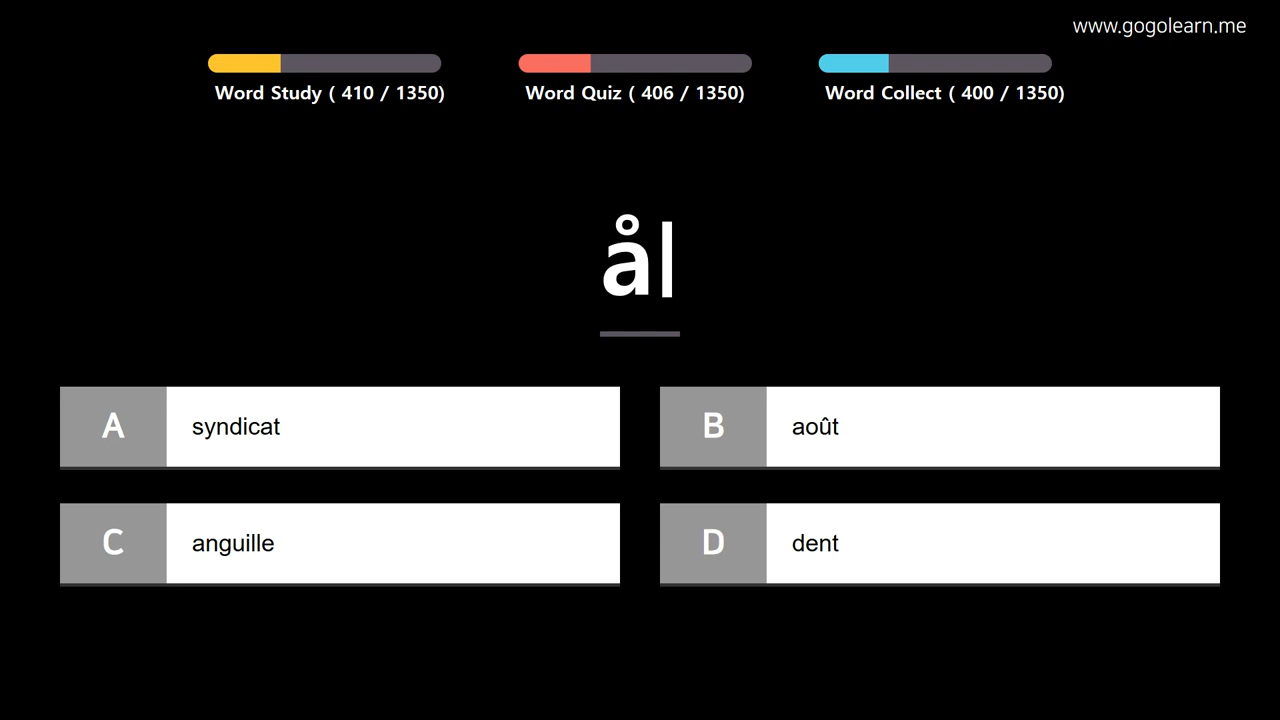 www.gogolearn.me
Word Study ( 410 / 1350)
Word Quiz ( 406 / 1350)
Word Collect ( 400 / 1350)
ål
A syndicat
B août
C anguille
D dent